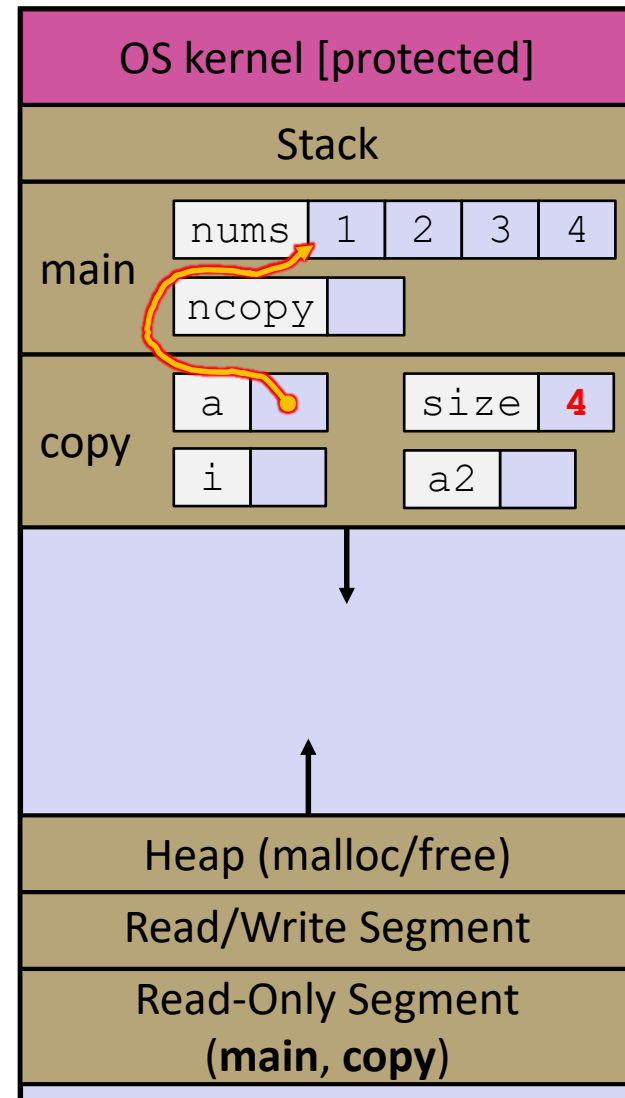 OS kernel [protected]
Stack
main
nums 1 2 3 4
ncopy
copy
a size 4
i a2
Heap (malloc/free)
Read/Write Segment
Read-Only Segment
(main, copy)